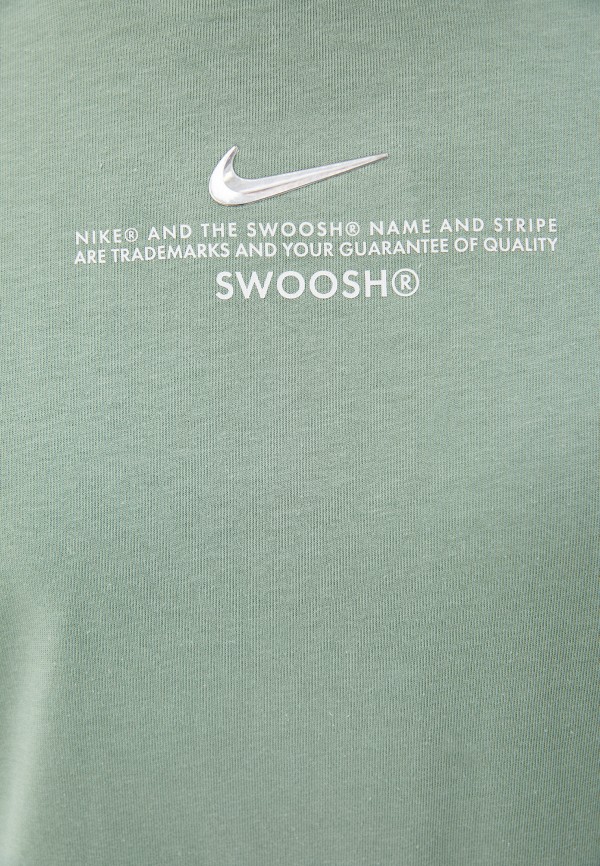 NIKE® AND THE SWOOSH® NAME AND STRIPE
ARE TRADEMARKS AND YOUR GUARANTEE OF QUALITY
SWOOSH®